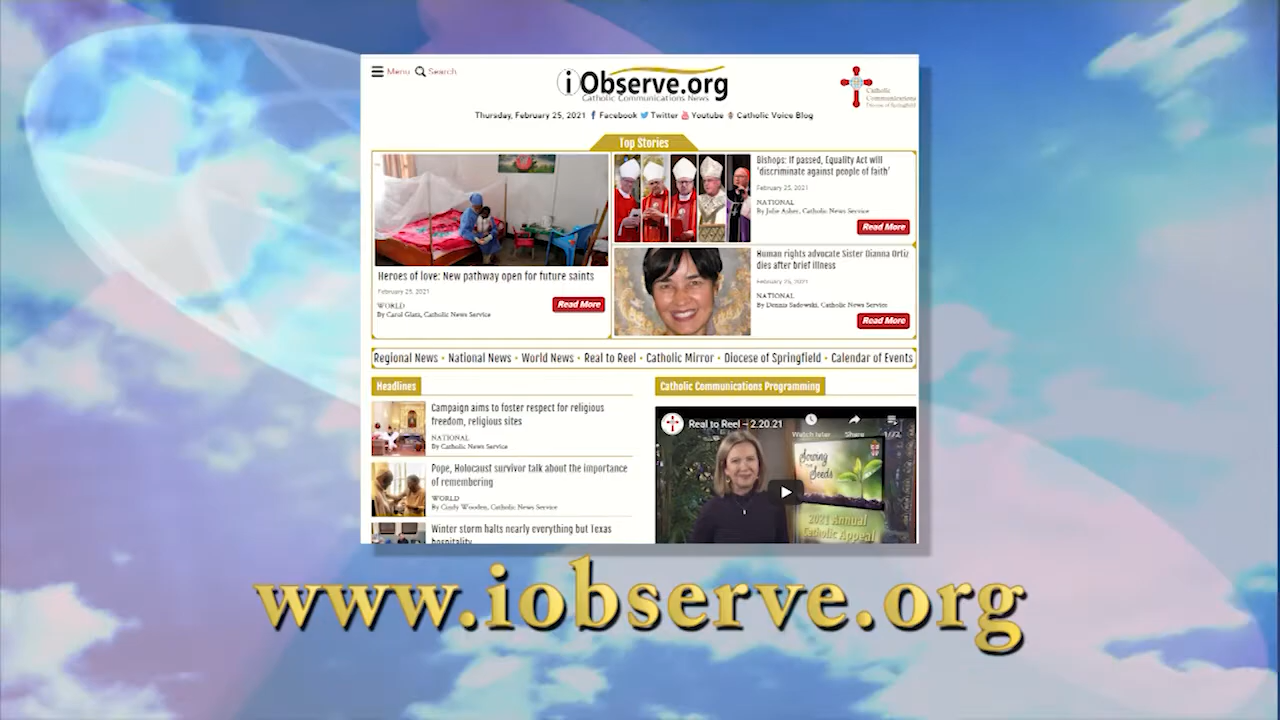 Menu Search
iObserve.org
Catholic Communications News
Catholic
Communications
Diocese of Springfield
Thursday, February 25, 2021 Facebook Twitter Youtube Catholic Voice Blog
Top Stories
Heroes of love: New pathway open for future saints
February 25, 2021
WORLD
By Carol Glatz, Catholic News Service
Read More
Bishops: If passed, Equality Act will
'discriminate against people of faith'
February 25, 2021
NATIONAL
By Julie Asher, Catholic News Service
Read More
Human rights advocate Sister Dianna Ortiz
dies after brief illness
February 25, 2021
NATIONAL
By Dennis Sadowski, Catholic News Service
Read More
Regional News • National News • World News • Real to Reel • Catholic Mirror • Diocese of Springfield • Calendar of Events
Headlines
Campaign aims to foster respect for religious
freedom, religious sites
NATIONAL
By Catholic News Service
Pope, Holocaust survivor talk about the importance
of remembering
WORLD
By Cindy Wooden, Catholic News Service
Winter storm halts nearly everything but Texas
hospitality
Catholic Communications Programming
Real to Reel – 2.20.21
Watch later Share 1/72
Sowing
the
Seeds
2021 Annual
Catholic Appeal
www.iobserve.org